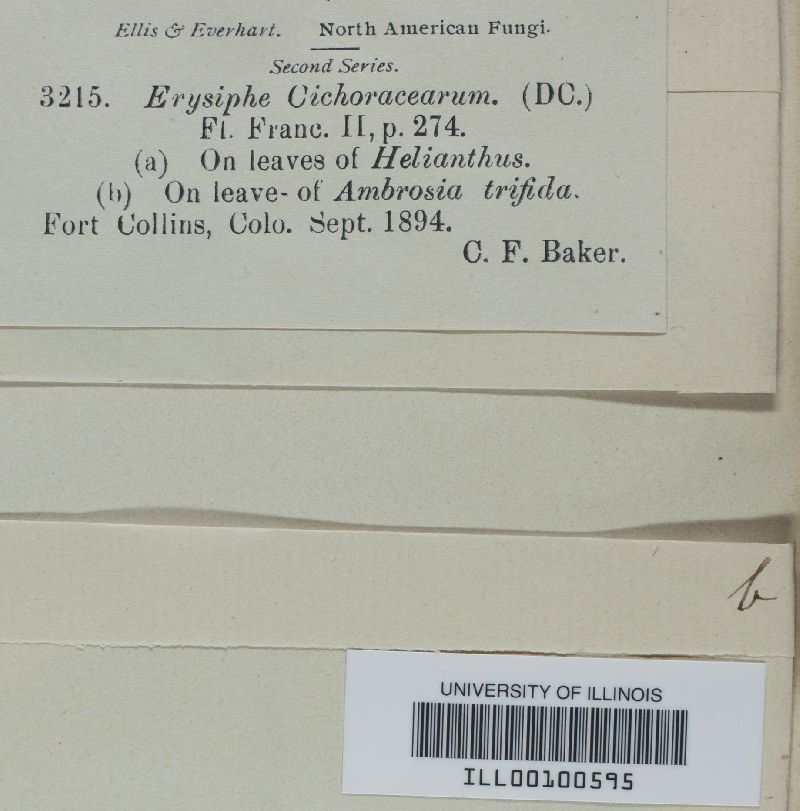 Ellis & Everhart. North American Fungi.
Second Series.
3215. Erysiphe Cichoracearum. (DC.)
Fl. Franc. II, p. 274.
(a) On leaves of Helianthus.
(b) On leave- of Ambrosia trifida.
Fort Collins, Colo. Sept. 1894.
C. F. Baker.
b
UNIVERSITY OF ILLINOIS
ILL00100595